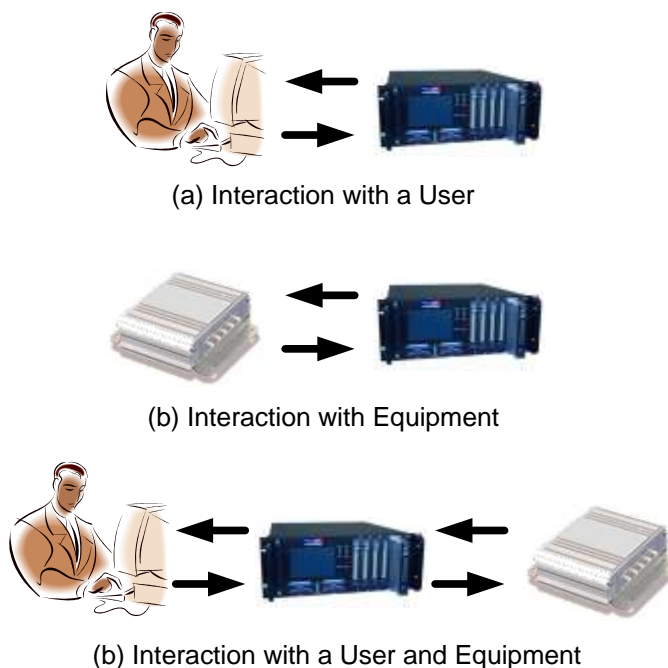 (a) Interaction with a User
(b) Interaction with Equipment
(b) Interaction with a User and Equipment